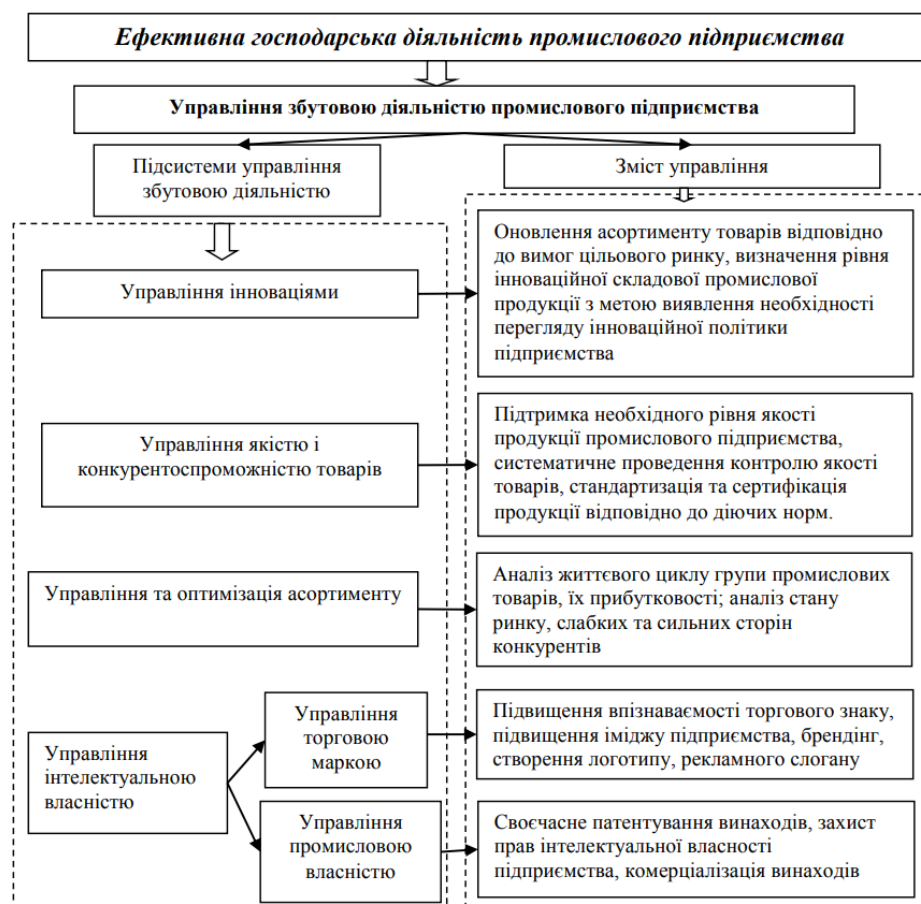 Ефективна господарська діяльність промислового підприємства
Управління збутовою діяльністю промислового підприємства
Підсистеми управління
збутовою діяльністю
Зміст управління
Управління інноваціями
Оновлення асортименту товарів відповідно
до вимог цільового ринку, визначення рівня
інноваційної складової промислової
продукції з метою виявлення необхідності
перегляду інноваційної політики
підприємства
Управління якістю і
конкурентоспроможністю товарів
Підтримка необхідного рівня якості
продукції промислового підприємства,
систематичне проведення контролю якості
товарів, стандартизація та сертифікація
продукції відповідно до діючих норм.
Управління та оптимізація асортименту
Аналіз життєвого циклу групи промислових
товарів, їх прибутковості; аналіз стану
ринку, слабких та сильних сторін
конкурентів
Управління
інтелектуальною
власністю
Управління
торговою
маркою
Підвищення впізнаваємості торгового знаку,
підвищення іміджу підприємства, брендінг,
створення логотипу, рекламного слогану
Управління
промисловою
власністю
Своєчасне патентування винаходів, захист
прав інтелектуальної власності
підприємства, комерціалізація винаходів